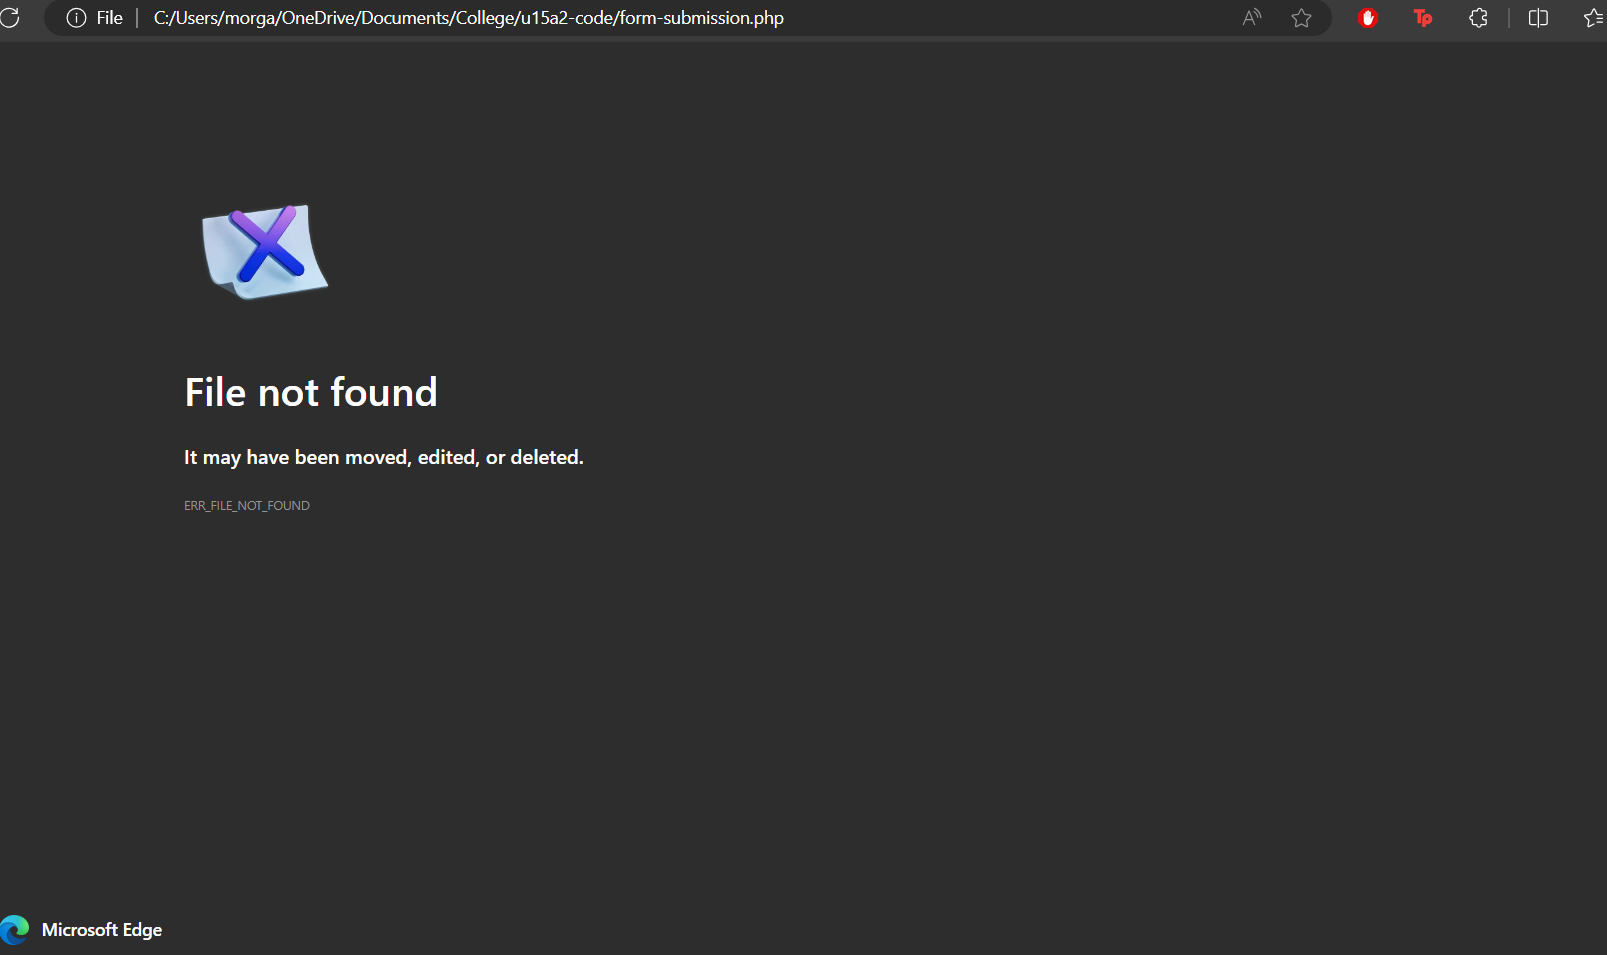 File C:/Users/morga/OneDrive/Documents/College/u15a2-code/form-submission.php
File not found
It may have been moved, edited, or deleted.
ERR_FILE_NOT_FOUND
Microsoft Edge